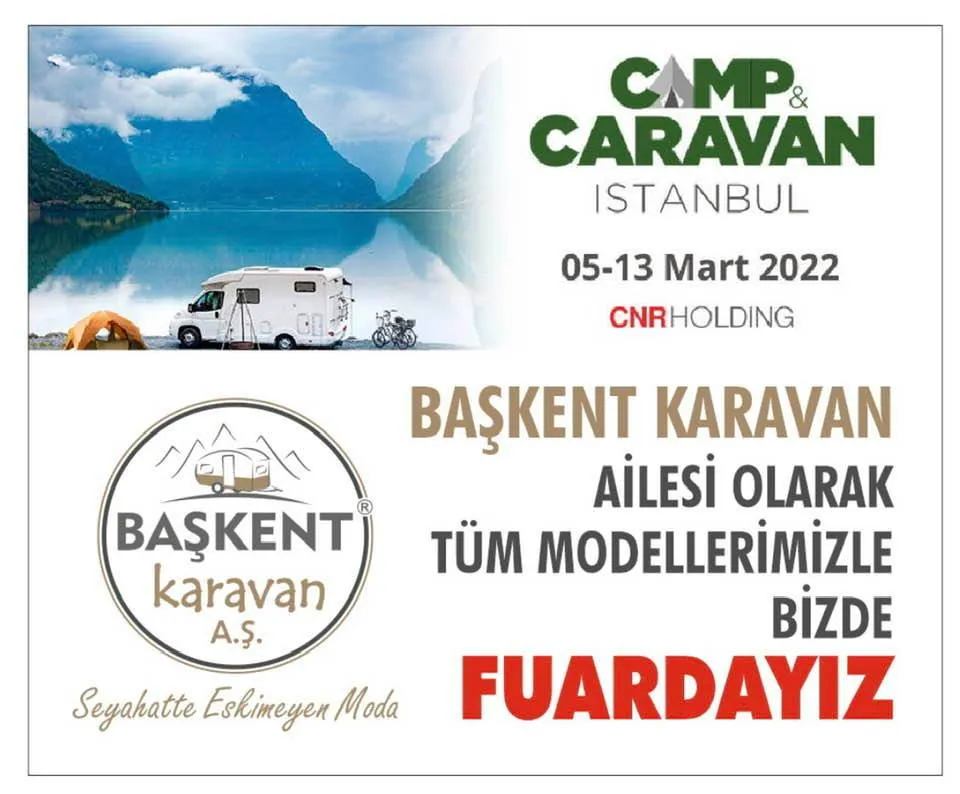 CAMP &
CARAVAN
ISTANBUL
05-13 Mart 2022
CNRHOLDING
BAŞKENT KARAVAN
AİLESİ OLARAK
TÜM MODELLERİMİZLE
BİZDE
FUARDAYIZ
BAŞKENT ®
karavan
A.Ş.
Seyahatte Eskimeyen Moda